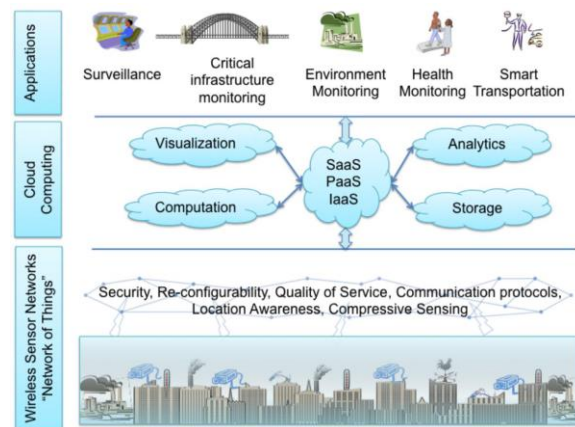 Applications
Surveillance
Critical
infrastructure
monitoring
Environment
Monitoring
Health
Monitoring
Smart
Transportation
Cloud
Computing
Visualization
Computation
SaaS
PaaS
IaaS
Analytics
Storage
Wireless Sensor Networks
"Network of Things"
Security, Re-configurability, Quality of Service, Communication protocols,
Location Awareness, Compressive Sensing